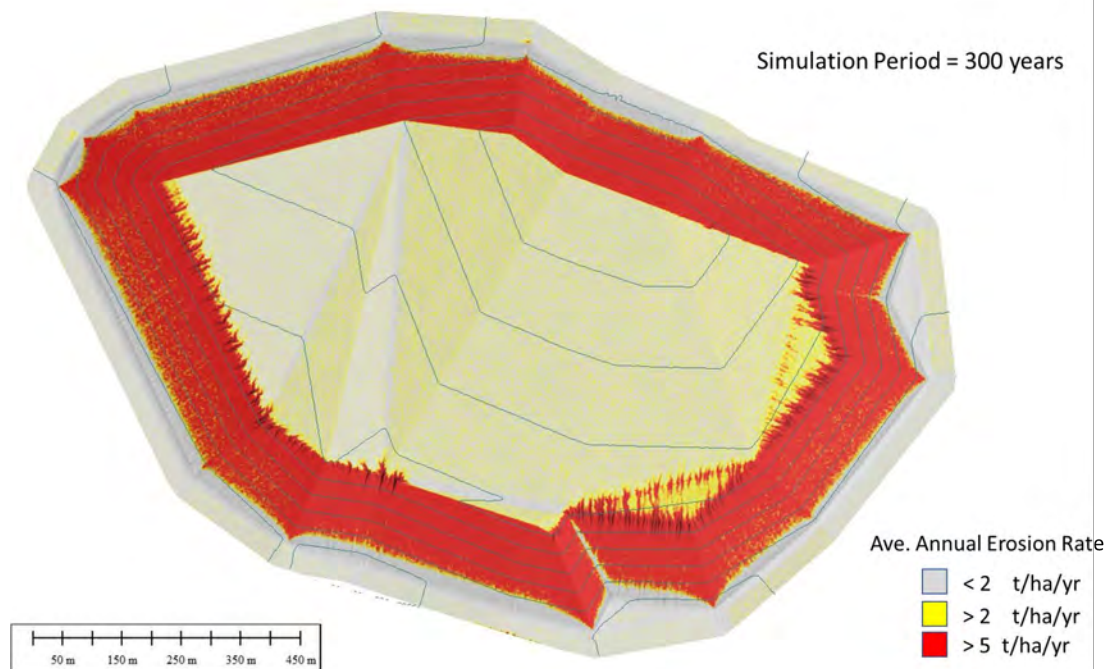 Simulation Period = 300 years
Ave. Annual Erosion Rate
< 2 t/ha/yr
> 2 t/ha/yr
> 5 t/ha/yr
50 m 150 m 250 m 350 m 450 m